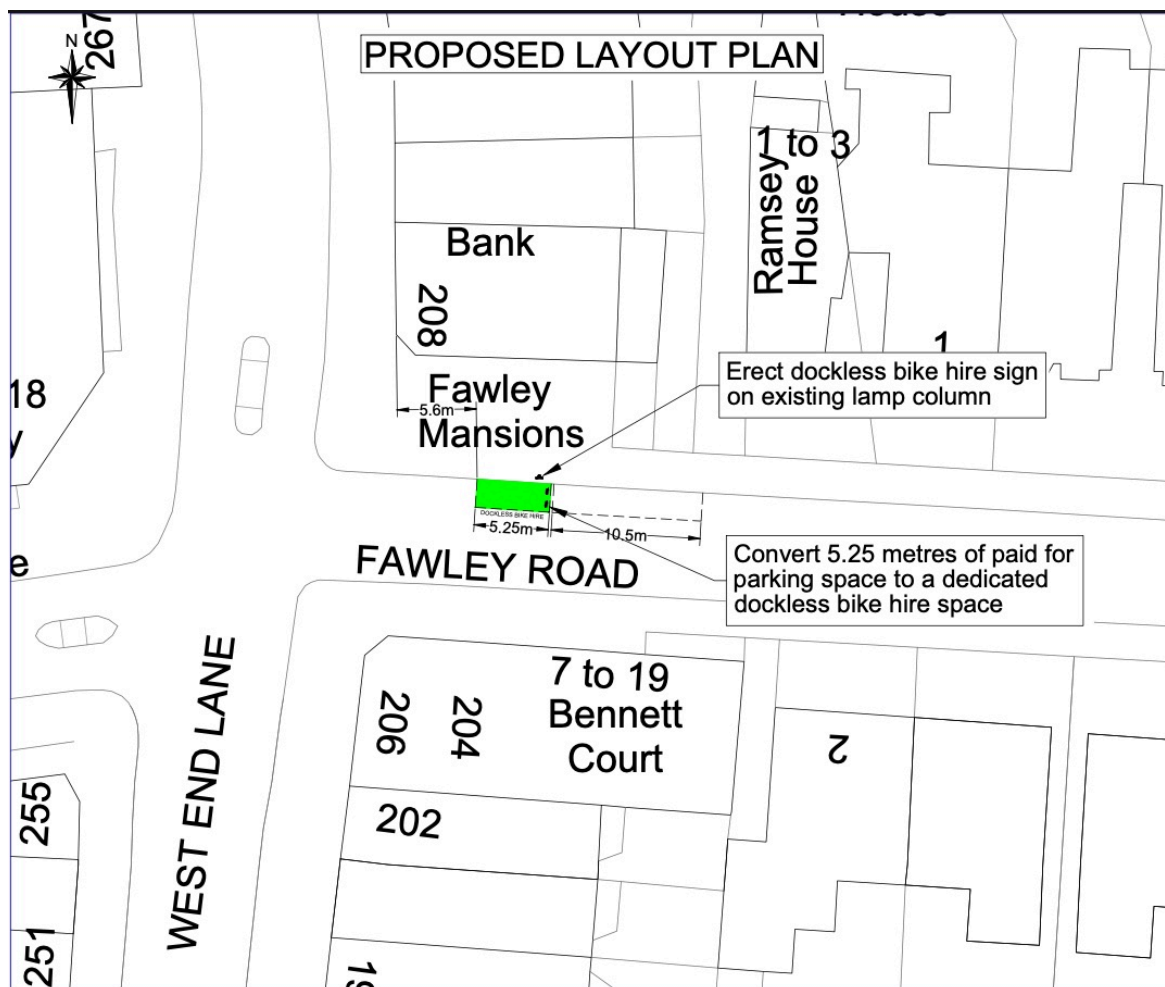 House
267
N
PROPOSED LAYOUT PLAN
1 to 3
Ramsey
House
Bank
208
1
Erect dockless bike hire sign
on existing lamp column
18
y
Fawley
5.6m
Mansions
DOCKLESS BIKE HIRE
5.25m
10.5m
e
FAWLEY ROAD
Convert 5.25 metres of paid for
parking space to a dedicated
dockless bike hire space
WEST END LANE
7 to 19
206
204
Bennett
Court
2
255
202
251
19